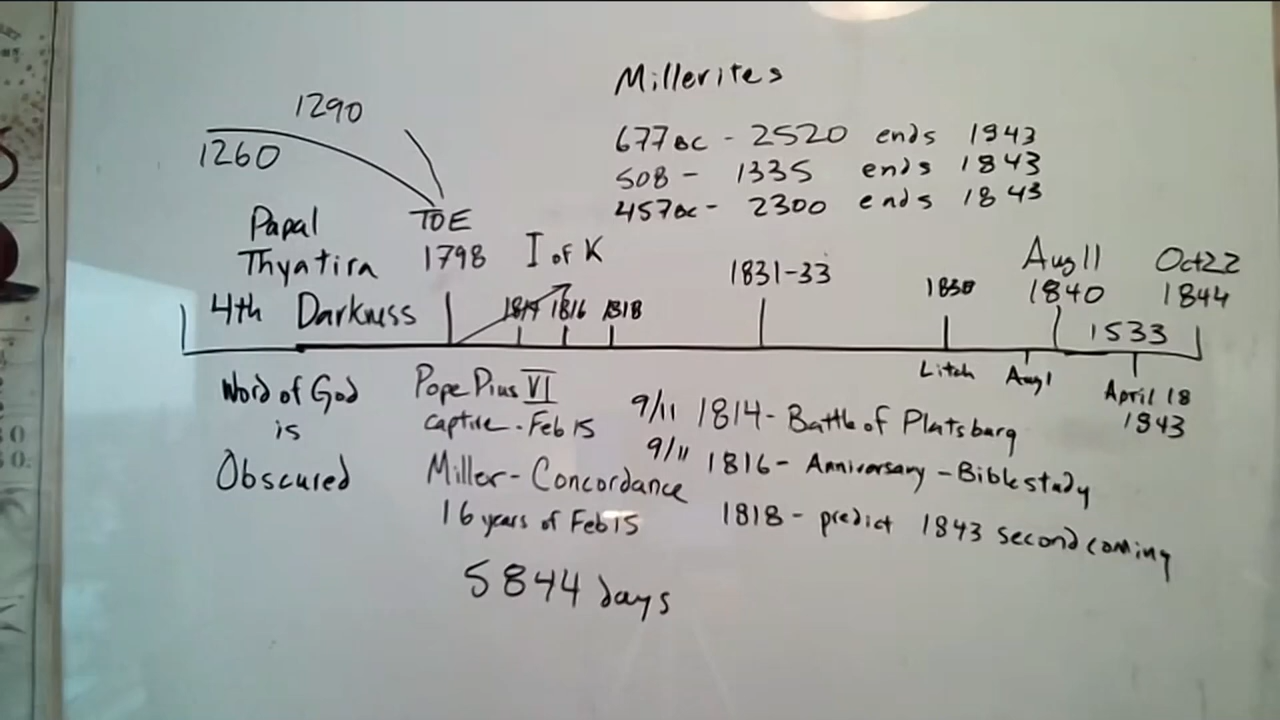 Millerites
677BC - 2520 ends 1943
508 - 1335 ends 1843
457BC - 2300 ends 1843
1290
1260
Papal
Thyatira
4th Darkness
TOE
1798
I of K
1814 1816 1818
1831-33
1838
Aug 11
1840
Oct 22
1844
1533
Litch
Aug 1
April 18
1843
Word of God
is
Obscured
Pope Pius VI
captive - Feb 15
Miller - Concordance
16 years of Feb 15
5844 days
9/11 1814 - Battle of Platsburg
9/11 1816 - Anniversary - Bible study
1818 - predict 1843 second coming